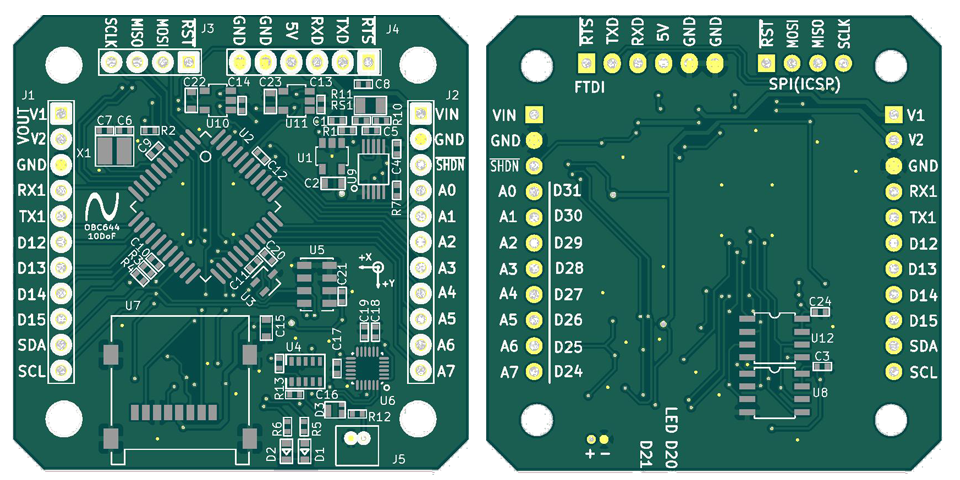 SCLK
MISO
MOSI
RST
J3
GND
GND
5V
RXD
TXD
RTS
J4
C22
C14
C23
C13
C8
R11
RS1
R10
J1
J2
U10
U11
C1
R1
C5
VOUT
V1
V2
GND
RX1
TX1
D12
D13
D14
D15
SDA
SCL
C7
C6
R2
X1
C9
U2
C12
U1
C2
U9
C4
R7
VIN
GND
SHDN
A0
A1
A2
A3
A4
A5
A6
A7
OBC644
10DoF
C10
C11
C20
U3
U5
C21
+X
+Y
U7
C15
C19
C18
U4
C17
R13
C16
U6
D3
R12
R6
R5
D2
D1
J5
RTS
TXD
RXD
5V
GND
GND
FTDI
RST
MOSI
MISO
SCLK
SPI(ICSP)
VIN
GND
SHDN
A0 D31
A1 D30
A2 D29
A3 D28
A4 D27
A5 D26
A6 D25
A7 D24
V1
V2
GND
RX1
TX1
D12
D13
D14
D15
SDA
SCL
C24
U12
C3
U8
+ −
LED D20
D21